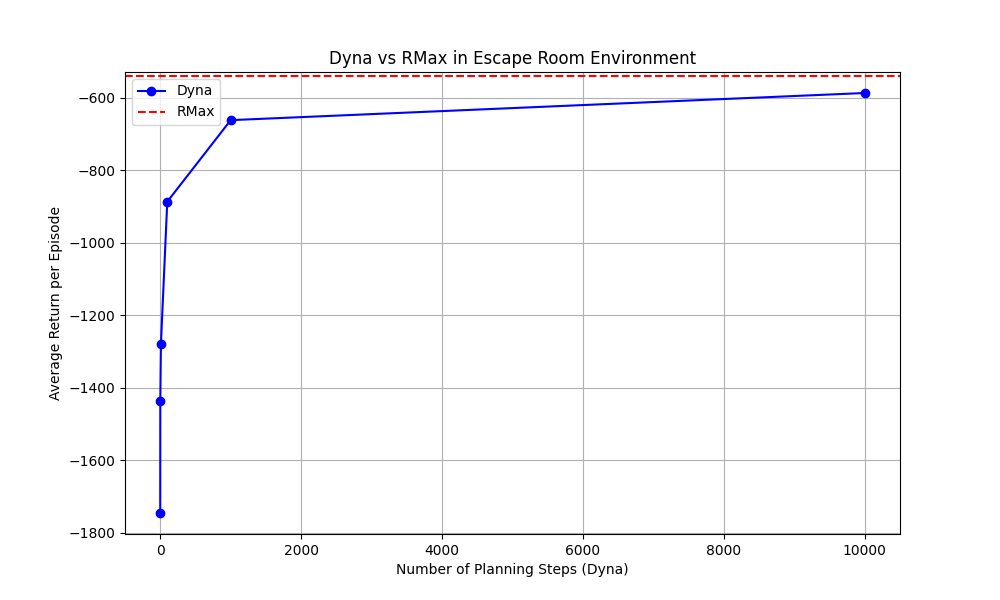 Dyna vs RMax in Escape Room Environment
Dyna
RMax
Average Return per Episode
−600
−800
−1000
−1200
−1400
−1600
−1800
0 2000 4000 6000 8000 10000
Number of Planning Steps (Dyna)